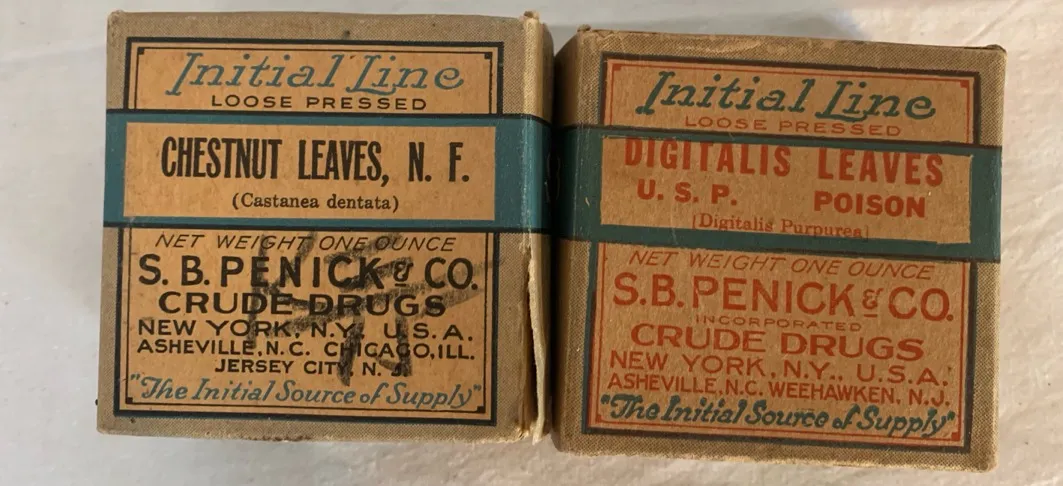 Initial Line
LOOSE PRESSED
CHESTNUT LEAVES, N. F.
(Castanea dentata)
NET WEIGHT ONE OUNCE
S. B. PENICK & CO.
CRUDE DRUGS
NEW YORK, N.Y., U.S.A.
ASHEVILLE, N.C. CHICAGO, ILL.
JERSEY CITY, N. J.
"The Initial Source of Supply"
Initial Line
LOOSE PRESSED
DIGITALIS LEAVES
U. S. P. POISON
(Digitalis Purpurea)
NET WEIGHT ONE OUNCE
S. B. PENICK & CO.
INCORPORATED
CRUDE DRUGS
NEW YORK, N.Y., U.S.A.
ASHEVILLE, N.C. WEEHAWKEN, N.J.
"The Initial Source of Supply"